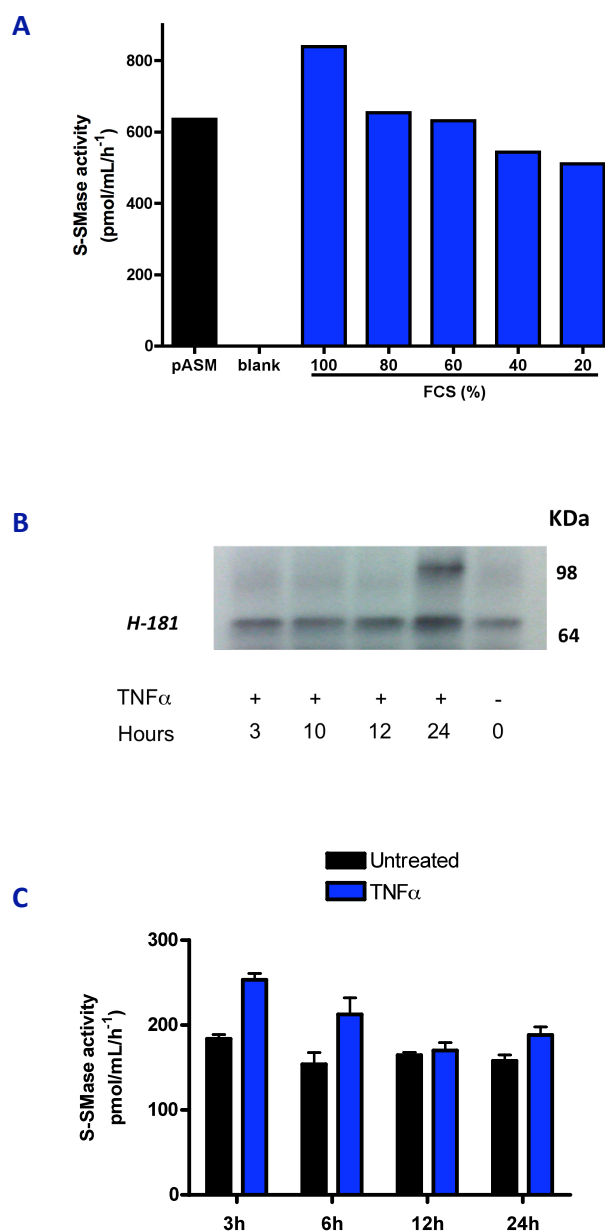 A
S-SMase activity
(pmol/mL/h⁻¹)
800
600
400
200
0
pASM blank 100 80 60 40 20
FCS (%)
B
KDa
98
H-181
64
TNFα + + + + -
Hours 3 10 12 24 0
Untreated
TNFα
C
S-SMase activity
pmol/mL/h⁻¹)
300
200
100
0
3h 6h 12h 24h